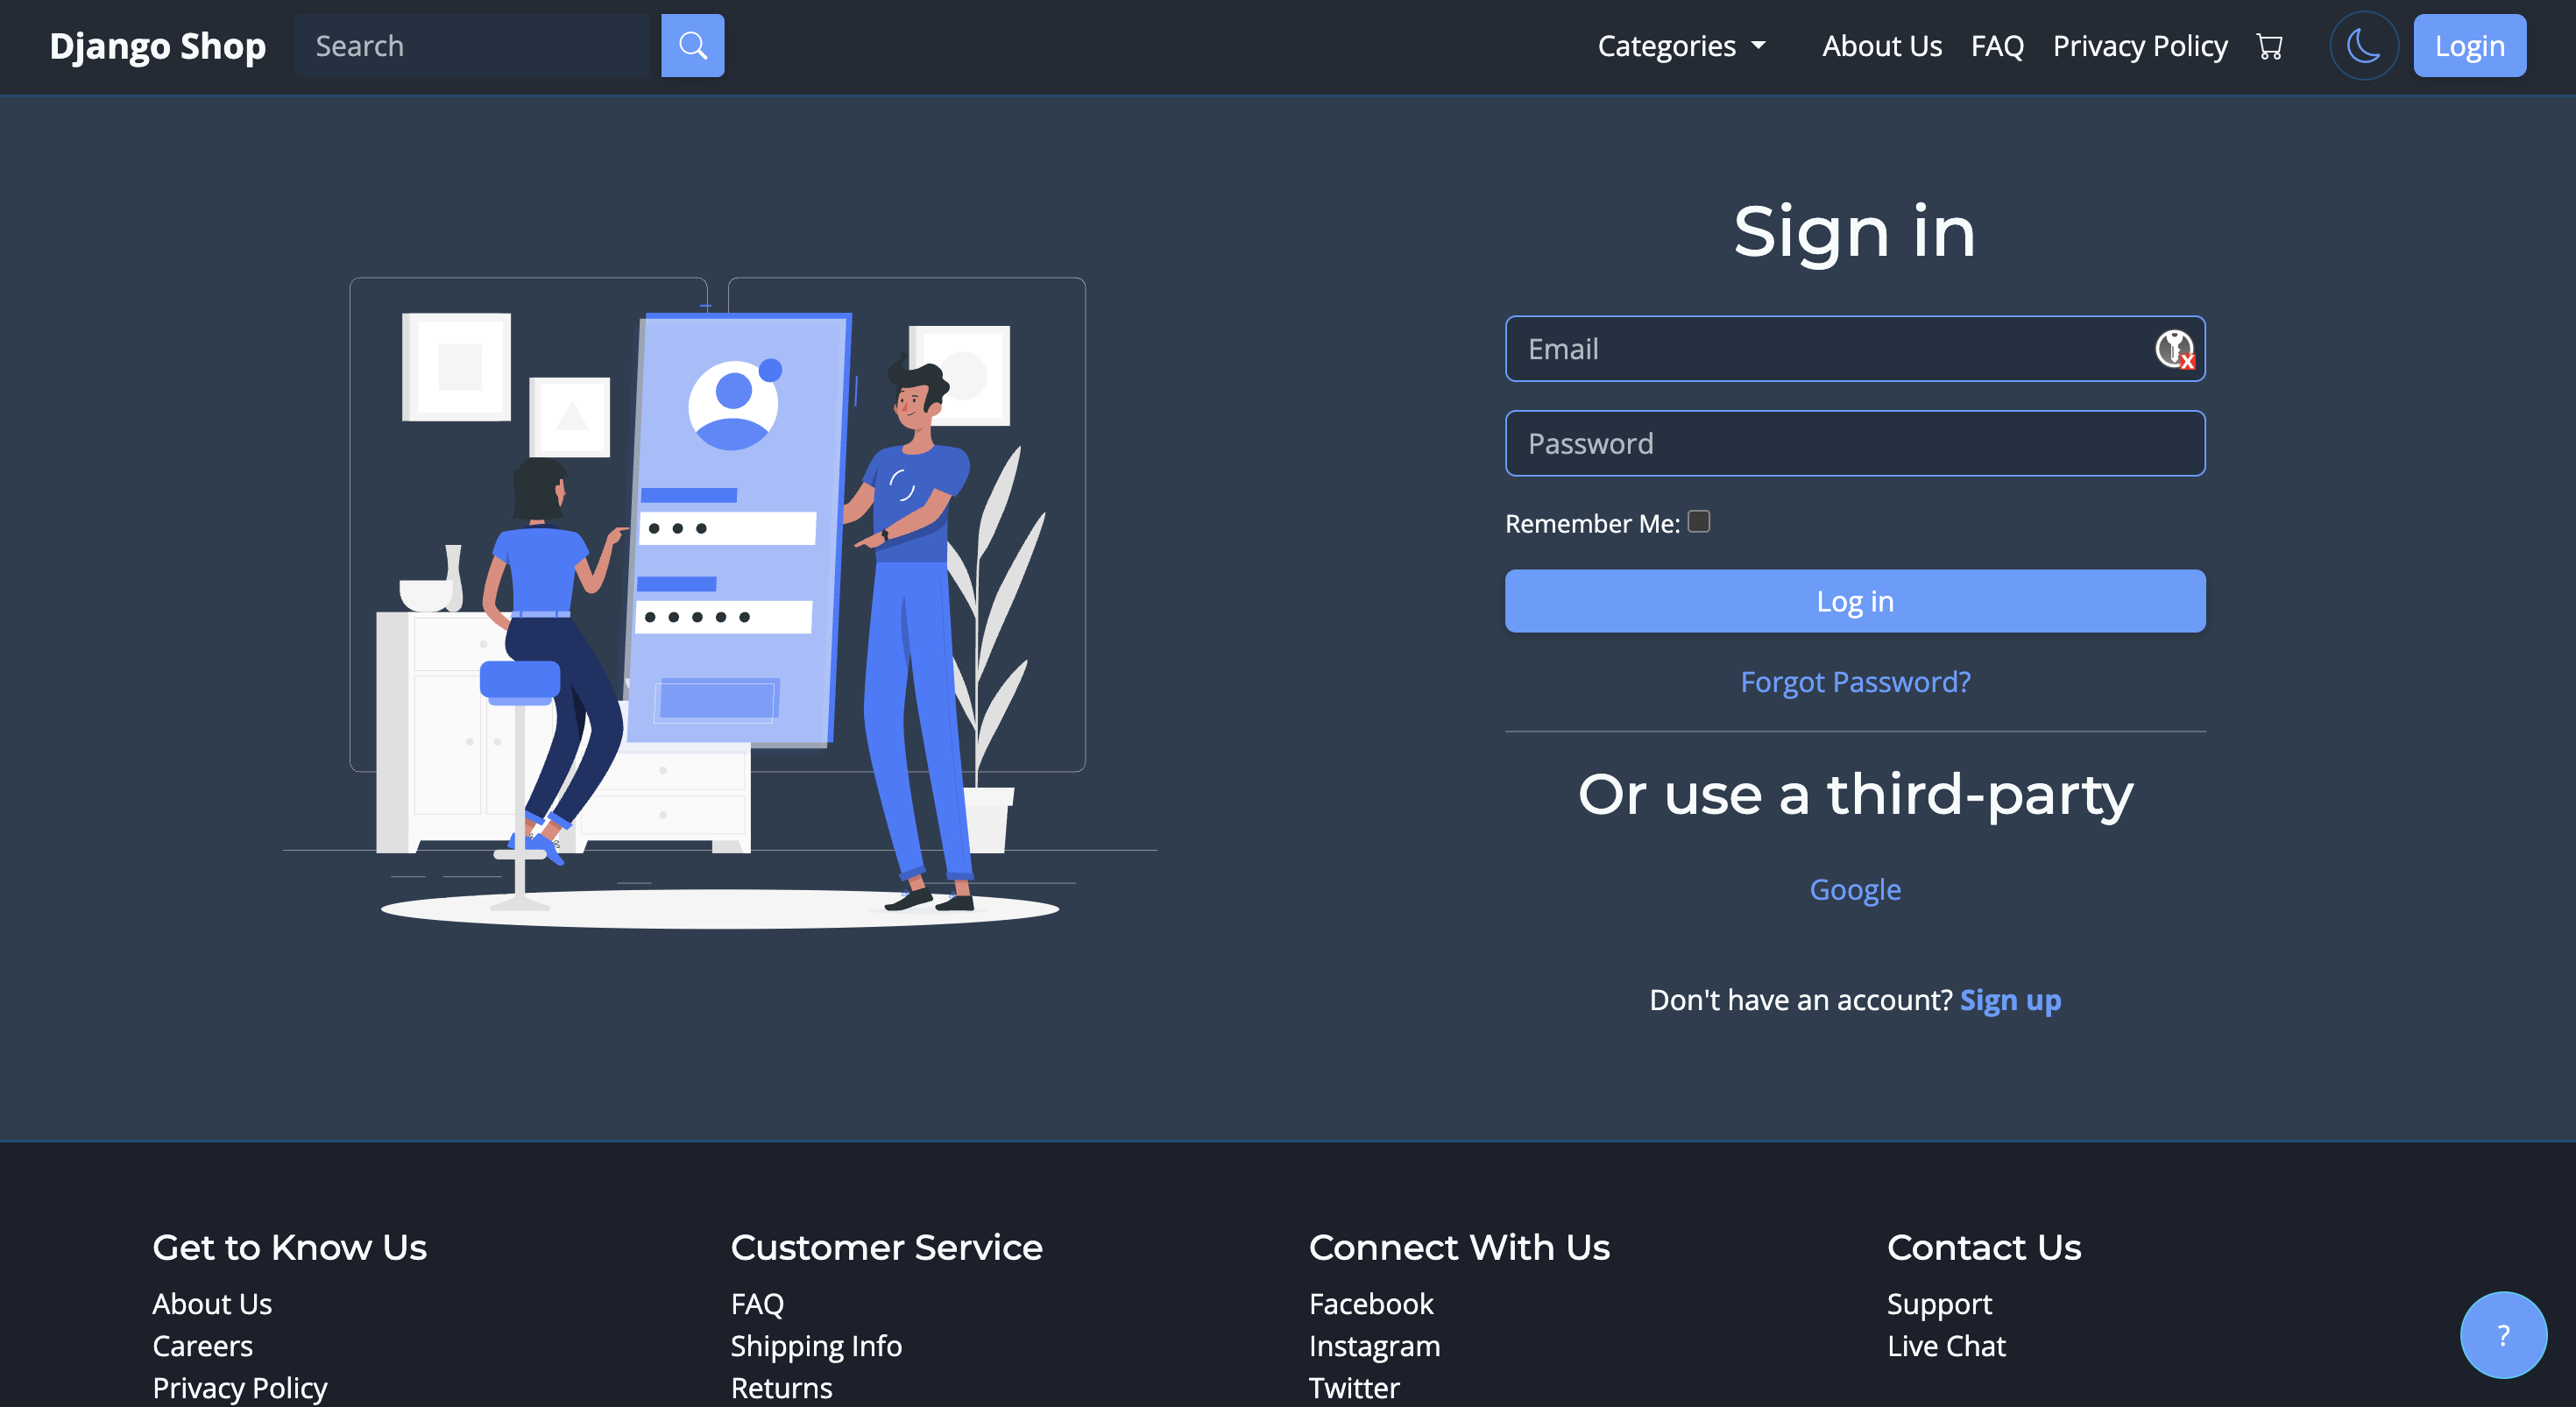 Django Shop
Search
Categories
About Us
FAQ
Privacy Policy
Login
Sign in
Email
Password
Remember Me:
Log in
Forgot Password?
Or use a third-party
Google
Don't have an account? Sign up
Get to Know Us
About Us
Careers
Privacy Policy
Customer Service
FAQ
Shipping Info
Returns
Connect With Us
Facebook
Instagram
Twitter
Contact Us
Support
Live Chat
?